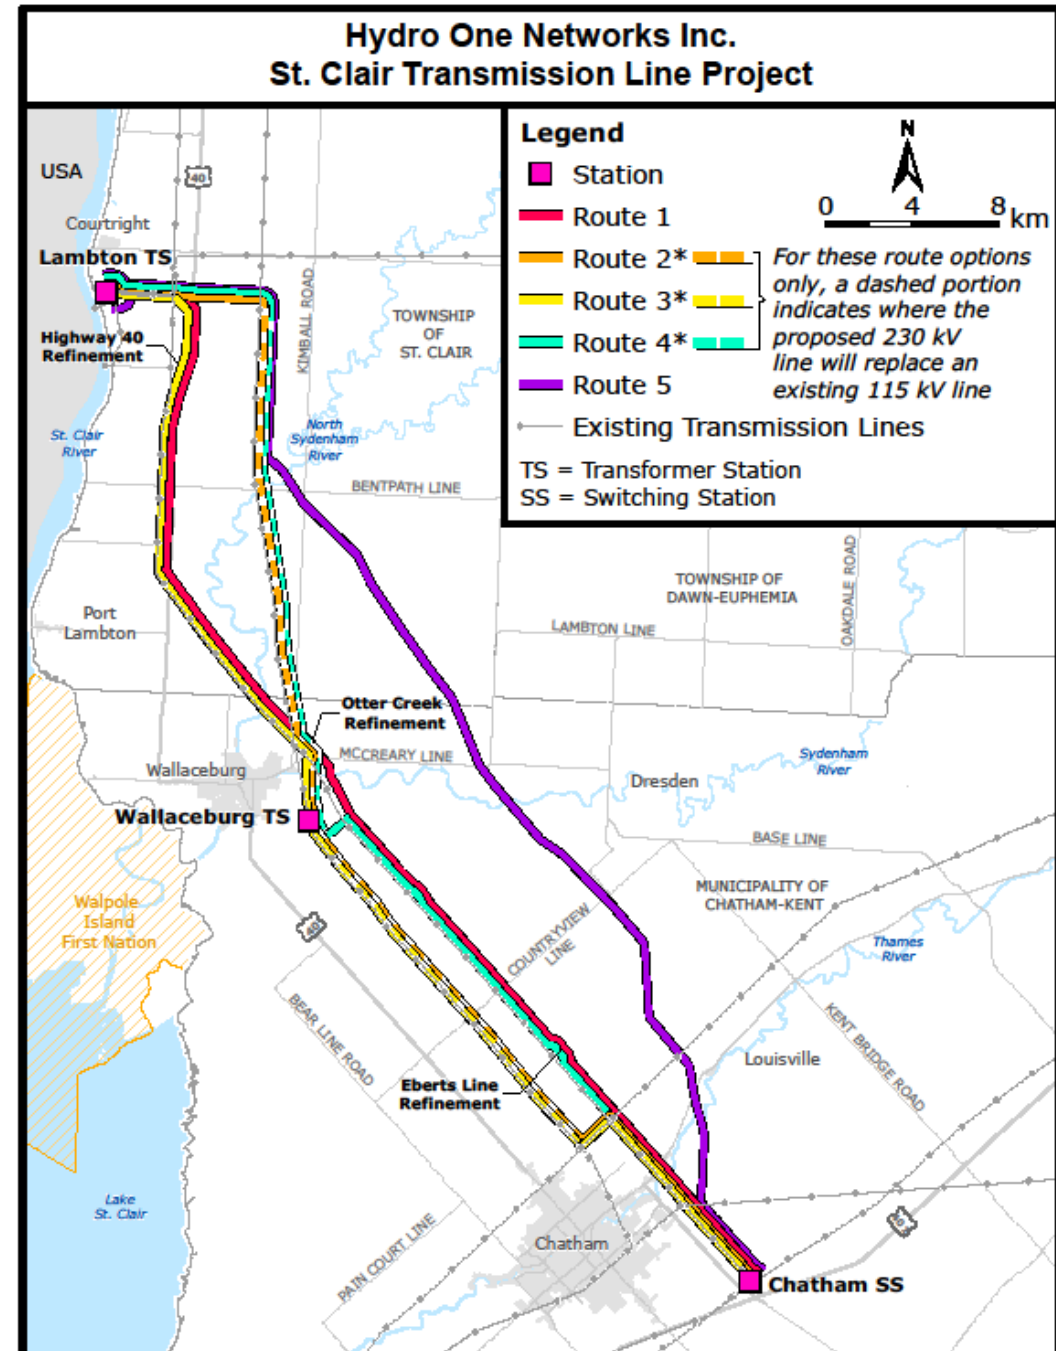 Hydro One Networks Inc.
St. Clair Transmission Line Project
Legend
Station
Route 1
Route 2*
Route 3*
Route 4*
Route 5
Existing Transmission Lines
TS = Transformer Station
SS = Switching Station
For these route options
only, a dashed portion
indicates where the
proposed 230 kV
line will replace an
existing 115 kV line
N
0 4 8 km
USA
40
Courtright
Lambton TS
Highway 40
Refinement
KIMBALL ROAD
TOWNSHIP
OF
ST. CLAIR
St. Clair
River
North
Sydenham
River
BENTPATH LINE
TOWNSHIP OF
DAWN-EUPHEMIA
OAKDALE ROAD
Port
Lambton
LAMBTON LINE
Otter Creek
Refinement
MCCREARY LINE
Wallaceburg
Sydenham
River
Dresden
Wallaceburg TS
BASE LINE
MUNICIPALITY OF
CHATHAM-KENT
Walpole
Island
First Nation
40
COUNTRYVIEW
LINE
Thames
River
BEAR LINE ROAD
KENT BRIDGE ROAD
Louisville
Eberts Line
Refinement
Lake
St. Clair
PAIN COURT LINE
Chatham
Chatham SS